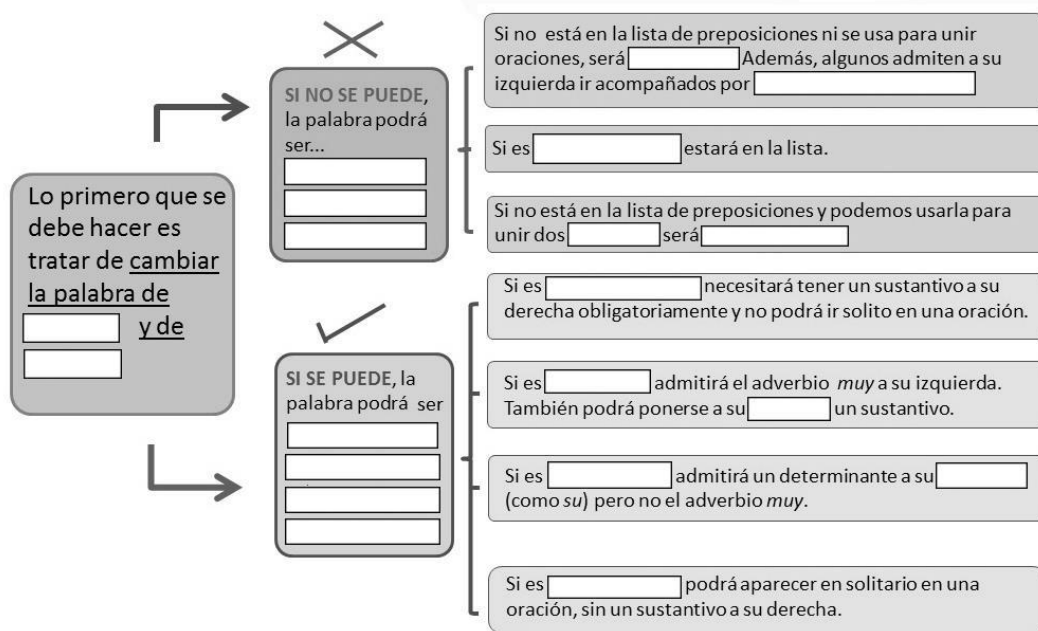 Lo primero que se
debe hacer es
tratar de cambiar
la palabra de
y de
SI NO SE PUEDE,
la palabra podrá
ser...
Si no está en la lista de preposiciones ni se usa para unir
oraciones, será Además, algunos admiten a su
izquierda ir acompañados por
Si es estará en la lista.
Si no está en la lista de preposiciones y podemos usarla para
unir dos será
SI SE PUEDE, la
palabra podrá ser
Si es necesitará tener un sustantivo a su
derecha obligatoriamente y no podrá ir solito en una oración.
Si es admitirá el adverbio muy a su izquierda.
También podrá ponerse a su un sustantivo.
Si es admitirá un determinante a su
(como su) pero no el adverbio muy.
Si es podrá aparecer en solitario en una
oración, sin un sustantivo a su derecha.